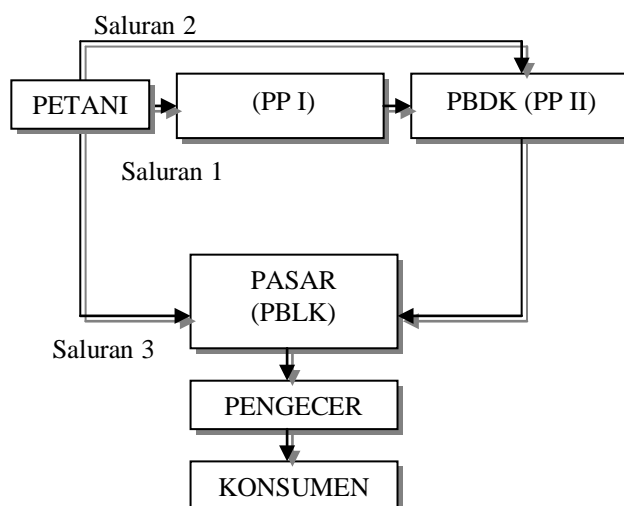 Saluran 2
PETANI
(PP I)
PBDK (PP II)
Saluran 1
PASAR
(PBLK)
Saluran 3
PENGECER
KONSUMEN